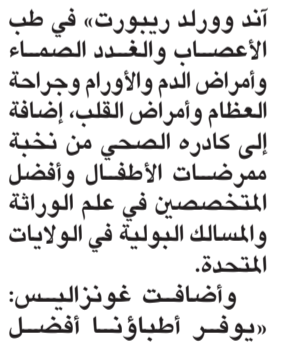 آند وورلد ريبورت» في طب
الأعصاب والغدد الصماء
وأمراض الدم والأورام وجراحة
العظام وأمراض القلب، إضافة
إلى كادره الصحي من نخبة
ممرضات الأطفال وأفضل
المتخصصين في علم الوراثة
والمسالك البولية في الولايات
المتحدة.
وأضافت غونزاليس:
«يوفر أطباؤنا أفضل